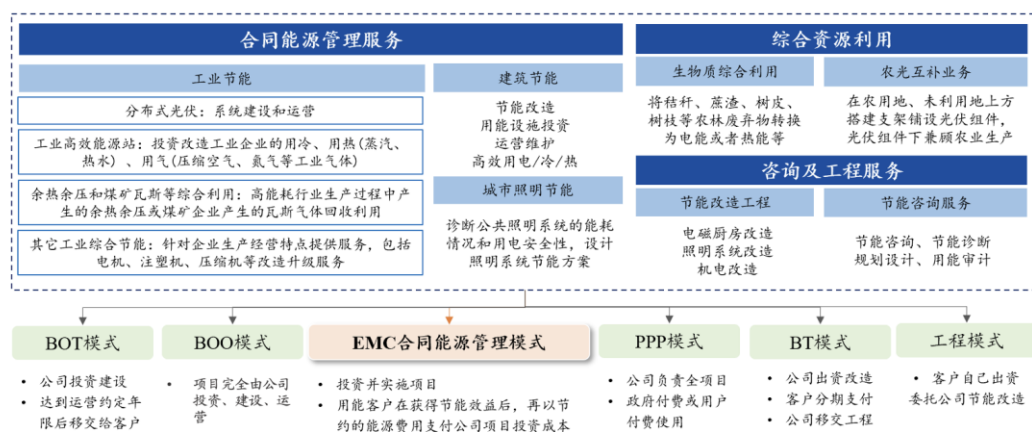 合同能源管理服务
工业节能
分布式光伏：系统建设和运营
工业高效能源站：投资改造工业企业的用冷、用热(蒸汽、
热水）、用气(压缩空气、氮气等工业气体)
余热余压和煤矿瓦斯等综合利用：高能耗行业生产过程中产
生的余热余压或煤矿企业产生的瓦斯气体回收利用
其它工业综合节能：针对企业生产经营特点提供服务，包括
电机、注塑机、压缩机等改造升级服务
建筑节能
节能改造
用能设施投资
运营维护
高效用电/冷/热
城市照明节能
诊断公共照明系统的能耗
情况和用电安全性，设计
照明系统节能方案
综合资源利用
生物质综合利用
将秸秆、蔗渣、树皮、
树枝等农林废弃物转换
为电能或者热能等
农光互补业务
在农用地、未利用地上方
搭建支架铺设光伏组件，
光伏组件下兼顾农业生产
咨询及工程服务
节能改造工程
电磁厨房改造
照明系统改造
机电改造
节能咨询服务
节能咨询、节能诊断
规划设计、用能审计
BOT模式
• 公司投资建设
• 达到运营约定年
限后移交给客户
BOO模式
• 项目完全由公司
投资、建设、运
营
EMC合同能源管理模式
• 投资并实施项目
• 用能客户在获得节能效益后，再以节
约的能源费用支付公司项目投资成本
PPP模式
• 公司负责全项目
• 政府付费或用户
付费使用
BT模式
• 公司出资改造
• 客户分期支付
• 公司移交工程
工程模式
• 客户自己出资
委托公司节能改造